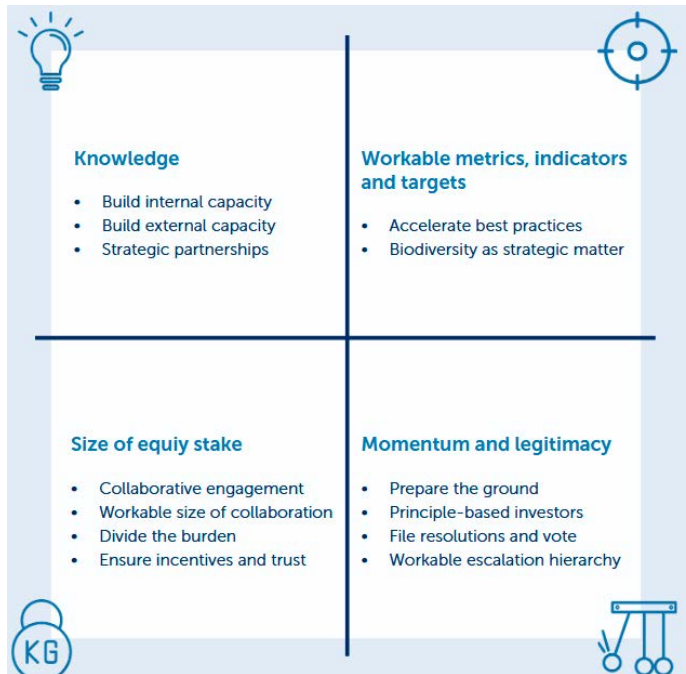 Knowledge
• Build internal capacity
• Build external capacity
• Strategic partnerships
Workable metrics, indicators
and targets
• Accelerate best practices
• Biodiversity as strategic matter
Size of equiy stake
• Collaborative engagement
• Workable size of collaboration
• Divide the burden
• Ensure incentives and trust
Momentum and legitimacy
• Prepare the ground
• Principle-based investors
• File resolutions and vote
• Workable escalation hierarchy
KG